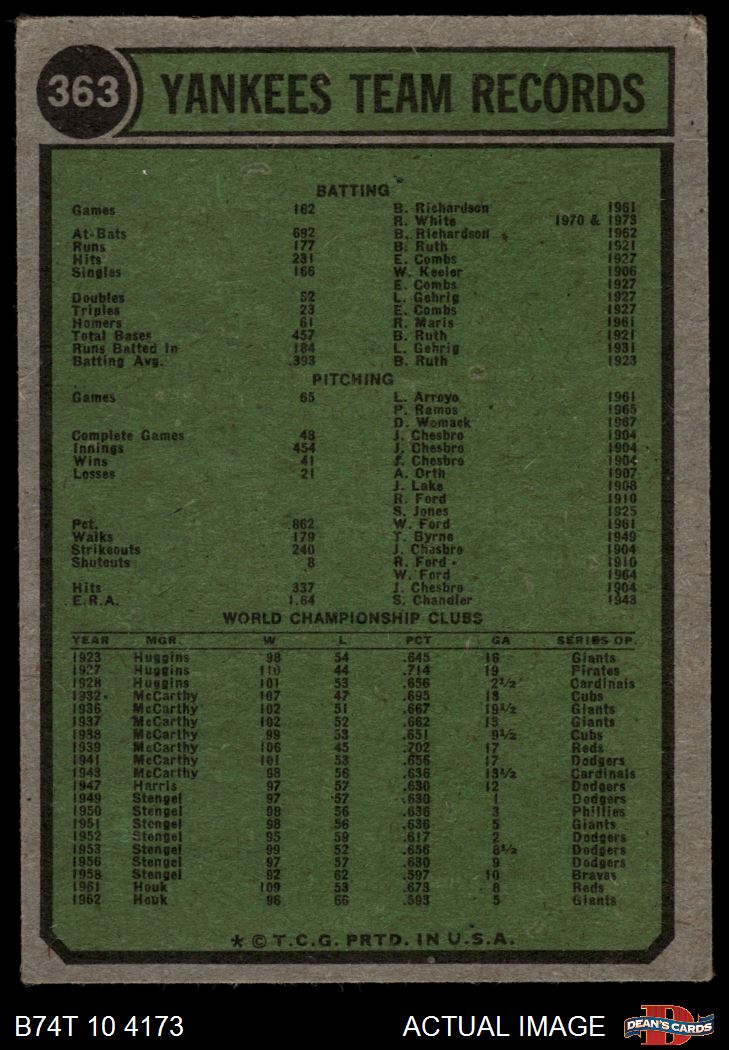 363 YANKEES TEAM RECORDS
BATTING
Games 162 B. Richardson 1961
R. White 1970 & 1973
At-Bats 692 B. Richardson 1962
Runs 177 B. Ruth 1921
Hits 231 E. Combs 1927
Singles 166 W. Keeler 1906
E. Combs 1927
Doubles 52 L. Gehrig 1927
Triples 23 E. Combs 1927
Homers 61 R. Maris 1961
Total Bases 457 B. Ruth 1921
Runs Batted In 184 L. Gehrig 1931
Batting Avg. .393 B. Ruth 1923
PITCHING
Games 65 L. Arroyo 1961
P. Ramos 1965
D. Womack 1967
Complete Games 48 J. Chesbro 1904
Innings 454 J. Chesbro 1904
Wins 41 J. Chesbro 1904
Losses 21 A. Orth 1907
J. Lake 1908
R. Ford 1910
S. Jones 1925
Pct. 862 W. Ford 1961
Walks 179 T. Byrne 1949
Strikeouts 240 J. Chesbro 1904
Shutouts 8 R. Ford 1910
W. Ford 1964
Hits 337 J. Chesbro 1904
E.R.A. 1.64 S. Chandler 1943
WORLD CHAMPIONSHIP CLUBS
YEAR MGR. W L PCT GA SERIES OP.
1923 Huggins 98 54 .645 16 Giants
1927 Huggins 110 44 .714 19 Pirates
1928 Huggins 101 53 .656 2½ Cardinals
1932 McCarthy 107 47 .695 13 Cubs
1936 McCarthy 102 51 .667 19½ Giants
1937 McCarthy 102 52 .662 13 Giants
1938 McCarthy 99 53 .651 9½ Cubs
1939 McCarthy 106 45 .702 17 Reds
1941 McCarthy 101 53 .656 17 Dodgers
1943 McCarthy 98 56 .636 13½ Cardinals
1947 Harris 97 57 .630 12 Dodgers
1949 Stengel 97 57 .630 1 Dodgers
1950 Stengel 98 56 .636 3 Phillies
1951 Stengel 98 56 .636 5 Giants
1952 Stengel 95 59 .617 2 Dodgers
1953 Stengel 99 52 .656 8½ Dodgers
1956 Stengel 97 57 .630 9 Dodgers
1958 Stengel 92 62 .597 10 Braves
1961 Houk 109 53 .673 8 Reds
1962 Houk 96 66 .593 5 Giants
* © T.C.G. PRTD. IN U.S.A.
B74T 10 4173 ACTUAL IMAGE DEAN'S CARDS